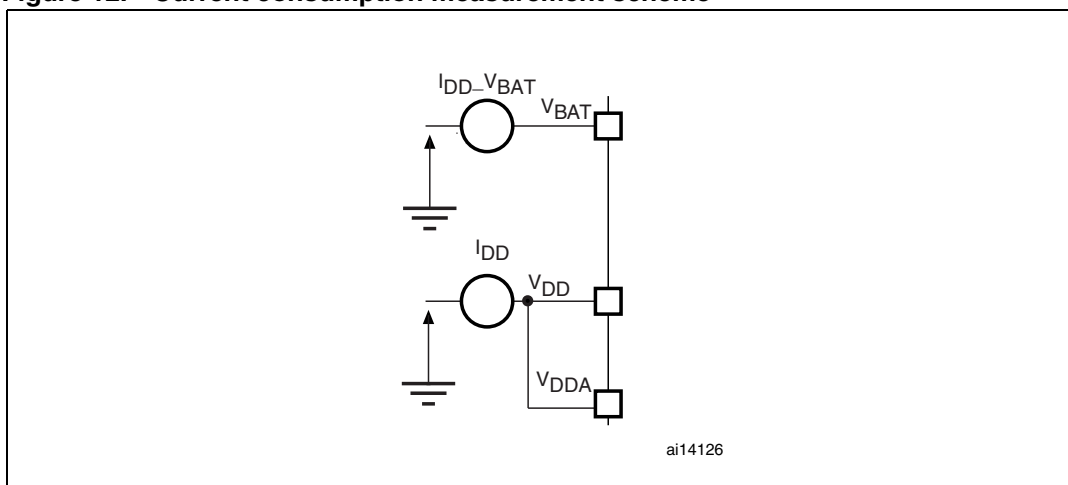 Figure 12. Current consumption measurement scheme
IDD_VBAT
VBAT
IDD
VDD
VDDA
ai14126